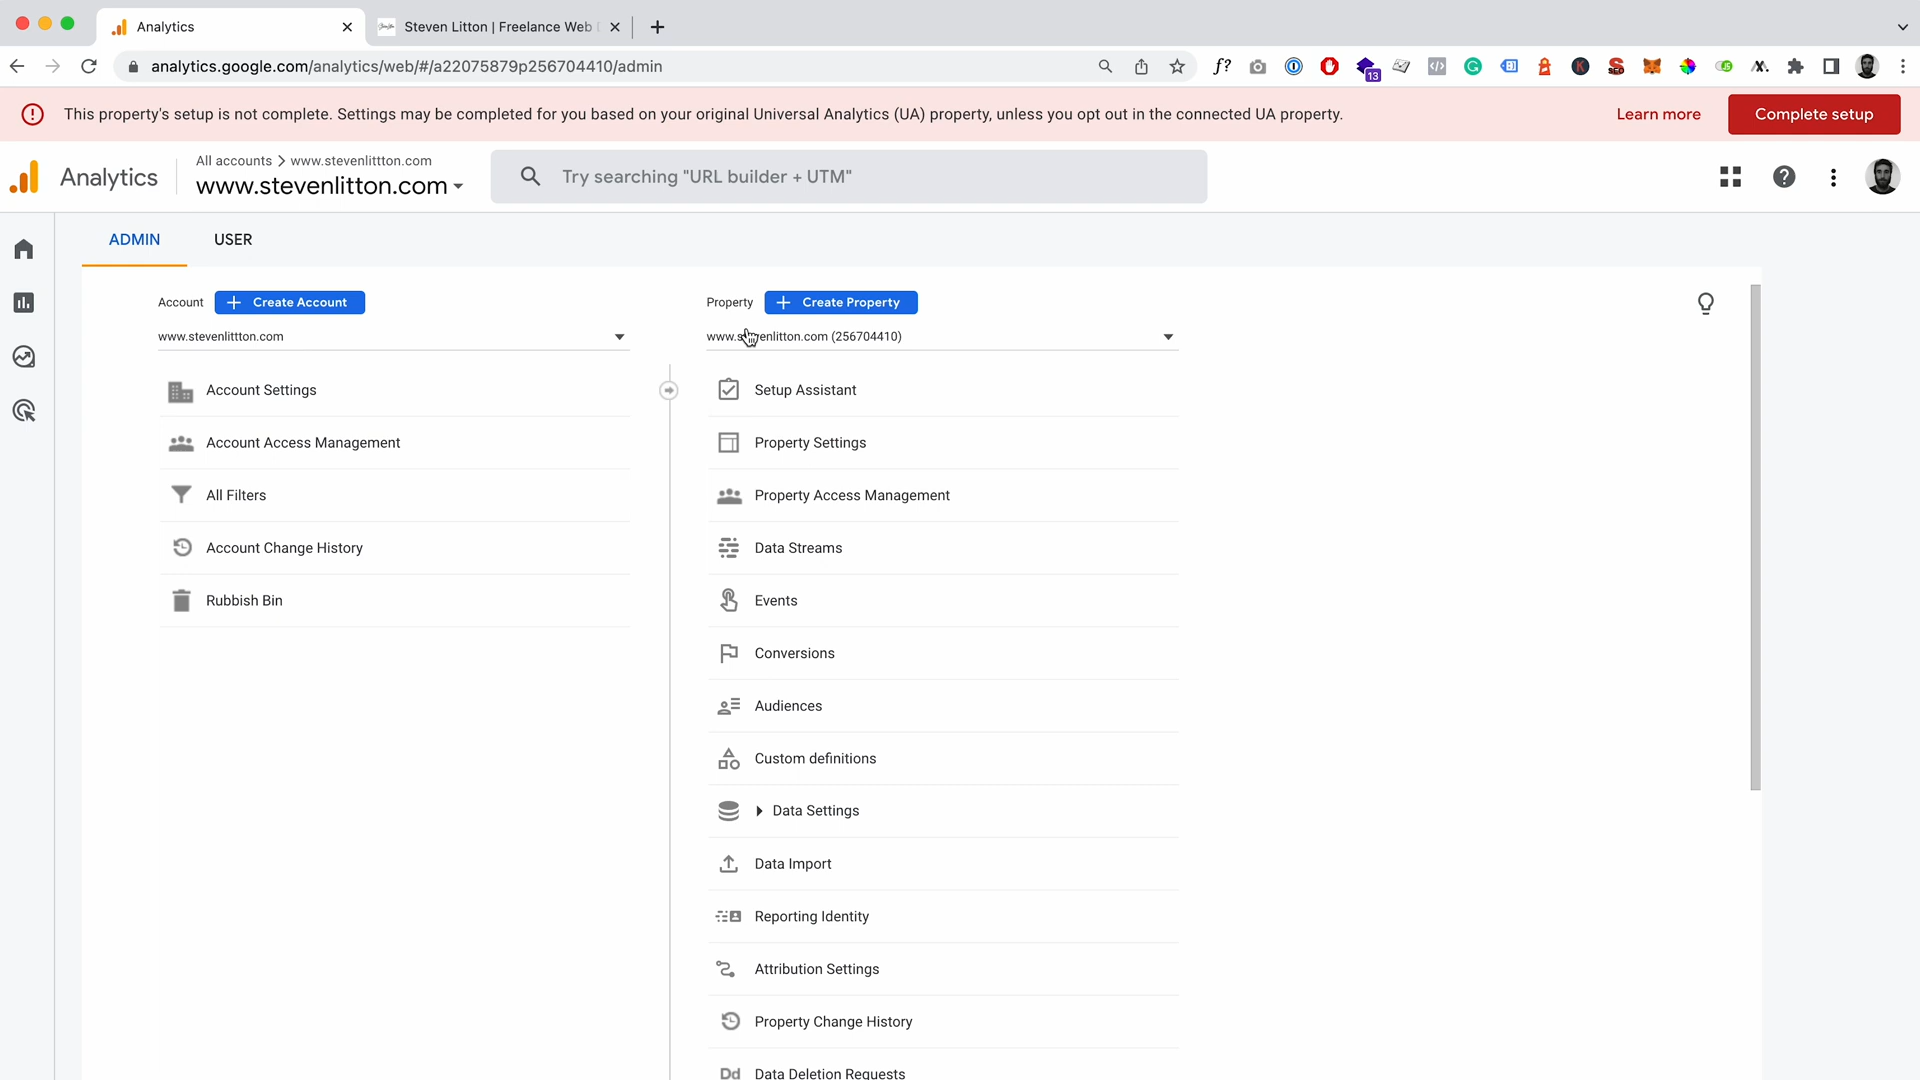 Analytics
Steven Litton | Freelance Web
analytics.google.com/analytics/web/#/a22075879p256704410/admin
f?
13
SEO
This property's setup is not complete. Settings may be completed for you based on your original Universal Analytics (UA) property, unless you opt out in the connected UA property.
Learn more
Complete setup
Analytics
All accounts > www.stevenlittton.com
www.stevenlitton.com
Try searching "URL builder + UTM"
ADMIN
USER
Account
Create Account
www.stevenlittton.com
Account Settings
Account Access Management
All Filters
Account Change History
Rubbish Bin
Property
Create Property
www.stevenlitton.com (256704410)
Setup Assistant
Property Settings
Property Access Management
Data Streams
Events
Conversions
Audiences
Custom definitions
Data Settings
Data Import
Reporting Identity
Attribution Settings
Property Change History
Dd Data Deletion Requests